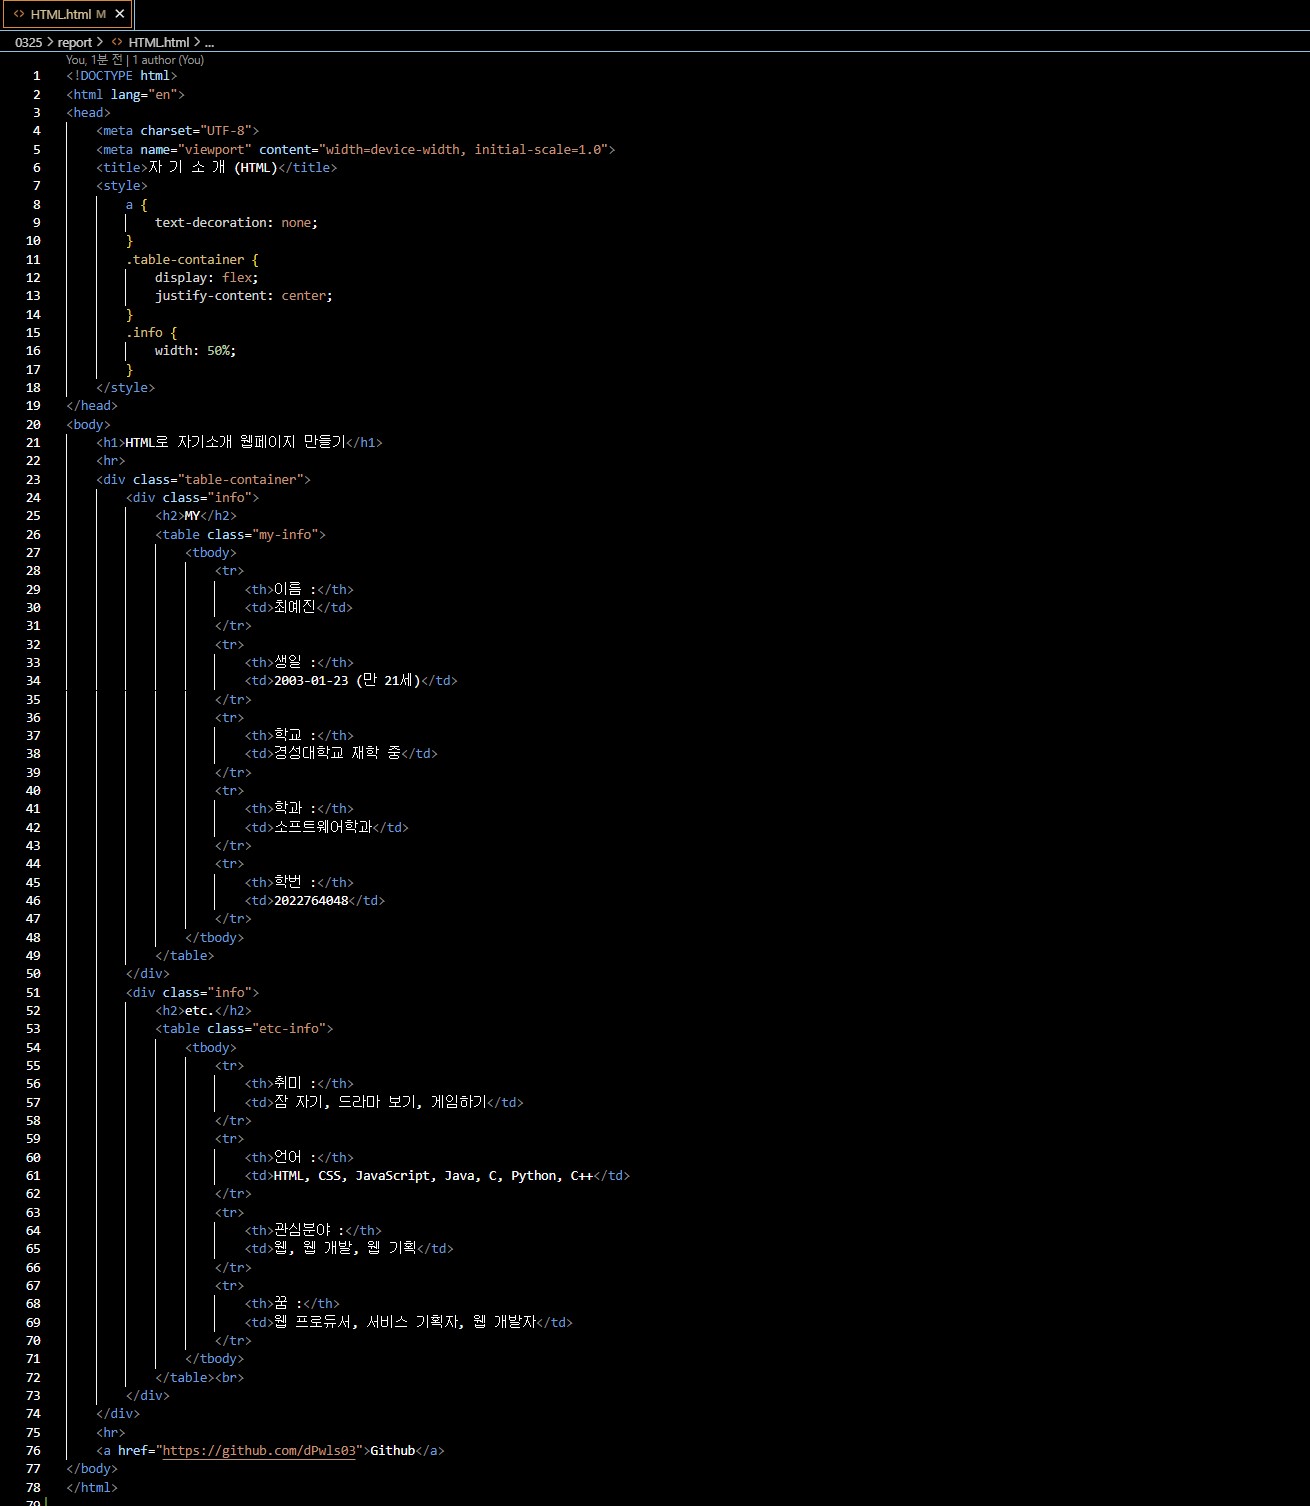 <> HTML.html M ✕
0325 > report > <> HTML.html > ...
You, 1분 전 | 1 author (You)
1 <!DOCTYPE html>
2 <html lang="en">
3 <head>
4 <meta charset="UTF-8">
5 <meta name="viewport" content="width=device-width, initial-scale=1.0">
6 <title>자 기 소 개 (HTML)</title>
7 <style>
8 a {
9 text-decoration: none;
10 }
11 .table-container {
12 display: flex;
13 justify-content: center;
14 }
15 .info {
16 width: 50%;
17 }
18 </style>
19 </head>
20 <body>
21 <h1>HTML로 자기소개 웹페이지 만들기</h1>
22 <hr>
23 <div class="table-container">
24 <div class="info">
25 <h2>MY</h2>
26 <table class="my-info">
27 <tbody>
28 <tr>
29 <th>이름 :</th>
30 <td>최예진</td>
31 </tr>
32 <tr>
33 <th>생일 :</th>
34 <td>2003-01-23 (만 21세)</td>
35 </tr>
36 <tr>
37 <th>학교 :</th>
38 <td>경성대학교 재학 중</td>
39 </tr>
40 <tr>
41 <th>학과 :</th>
42 <td>소프트웨어학과</td>
43 </tr>
44 <tr>
45 <th>학번 :</th>
46 <td>2022764048</td>
47 </tr>
48 </tbody>
49 </table>
50 </div>
51 <div class="info">
52 <h2>etc.</h2>
53 <table class="etc-info">
54 <tbody>
55 <tr>
56 <th>취미 :</th>
57 <td>잠 자기, 드라마 보기, 게임하기</td>
58 </tr>
59 <tr>
60 <th>언어 :</th>
61 <td>HTML, CSS, JavaScript, Java, C, Python, C++</td>
62 </tr>
63 <tr>
64 <th>관심분야 :</th>
65 <td>웹, 웹 개발, 웹 기획</td>
66 </tr>
67 <tr>
68 <th>꿈 :</th>
69 <td>웹 프로듀서, 서비스 기획자, 웹 개발자</td>
70 </tr>
71 </tbody>
72 </table><br>
73 </div>
74 </div>
75 <hr>
76 <a href="https://github.com/dPwls03">Github</a>
77 </body>
78 </html>
79